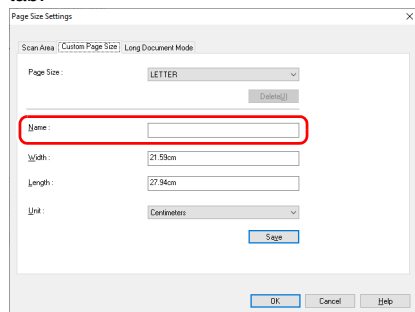 Page Size Settings
Scan Area Custom Page Size Long Document Mode
Page Size : LETTER
Delete(J)
Name :
Width : 21.59cm
Length : 27.94cm
Unit : Centimeters
Save
OK Cancel Help